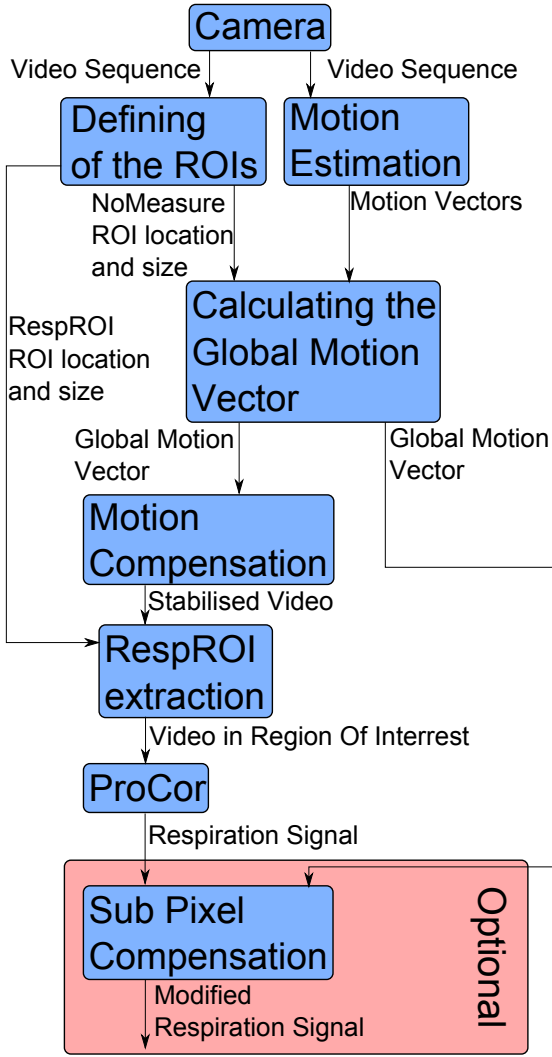 Camera
Video Sequence
Video Sequence
Defining
of the ROIs
Motion
Estimation
NoMeasure
ROI location
and size
Motion Vectors
RespROI
ROI location
and size
Calculating the
Global Motion
Vector
Global Motion
Vector
Global Motion
Vector
Motion
Compensation
Stabilised Video
RespROI
extraction
Video in Region Of Interrest
ProCor
Respiration Signal
Sub Pixel
Compensation
Optional
Modified
Respiration Signal